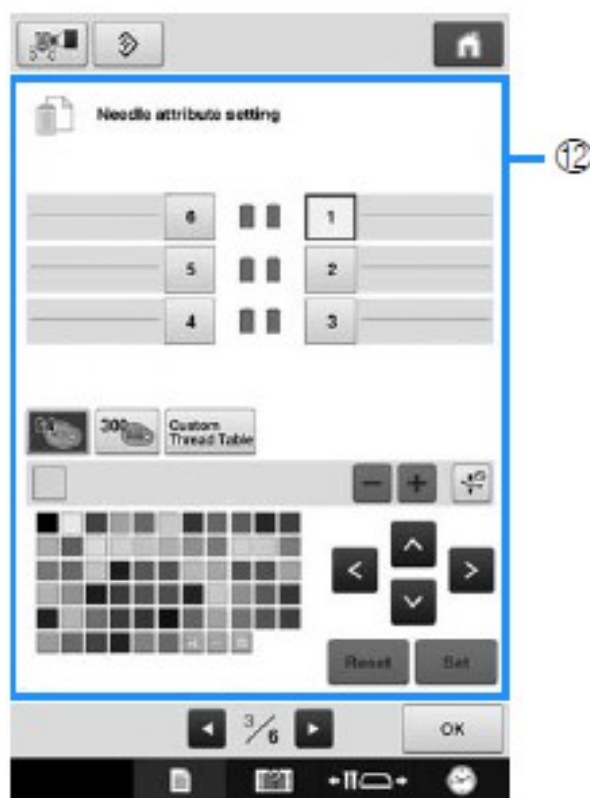 Needle attribute setting
⑫
6 1
5 2
4 3
300
Custom
Thread Table
− +
Reset Set
3/6
OK